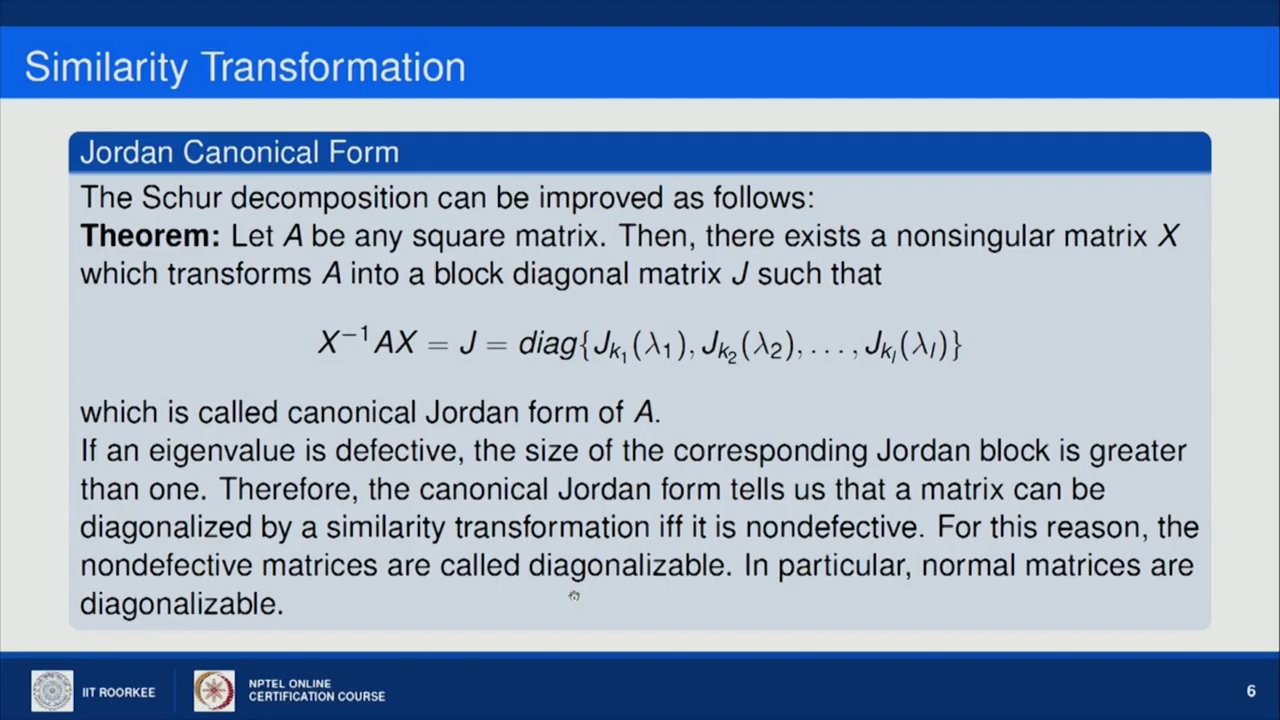 Similarity Transformation
Jordan Canonical Form
The Schur decomposition can be improved as follows:
Theorem: Let A be any square matrix. Then, there exists a nonsingular matrix X
which transforms A into a block diagonal matrix J such that
X⁻¹AX = J = diag{J_{k_1}(λ_1), J_{k_2}(λ_2), . . . , J_{k_l}(λ_l)}
which is called canonical Jordan form of A.
If an eigenvalue is defective, the size of the corresponding Jordan block is greater
than one. Therefore, the canonical Jordan form tells us that a matrix can be
diagonalized by a similarity transformation iff it is nondefective. For this reason, the
nondefective matrices are called diagonalizable. In particular, normal matrices are
diagonalizable.
IIT ROORKEE
NPTEL ONLINE
CERTIFICATION COURSE
6